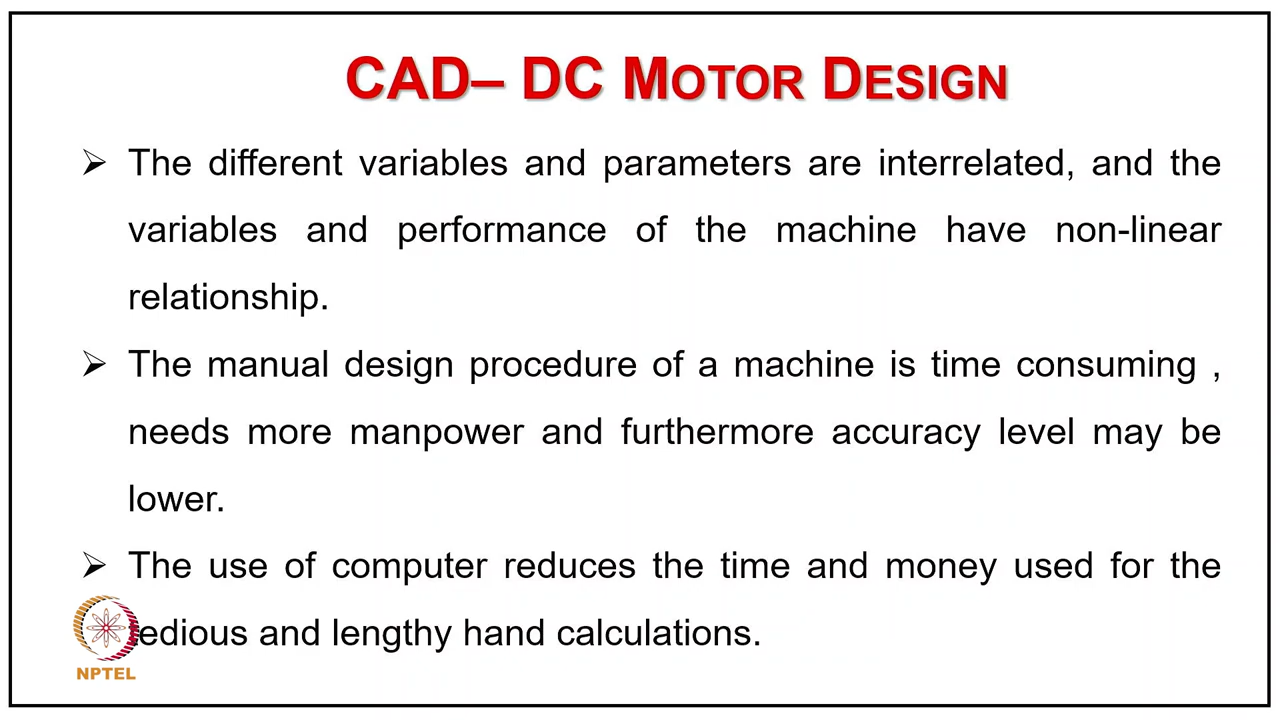 CAD– DC MOTOR DESIGN
➢ The different variables and parameters are interrelated, and the
variables and performance of the machine have non-linear
relationship.
➢ The manual design procedure of a machine is time consuming ,
needs more manpower and furthermore accuracy level may be
lower.
➢ The use of computer reduces the time and money used for the
tedious and lengthy hand calculations.
NPTEL